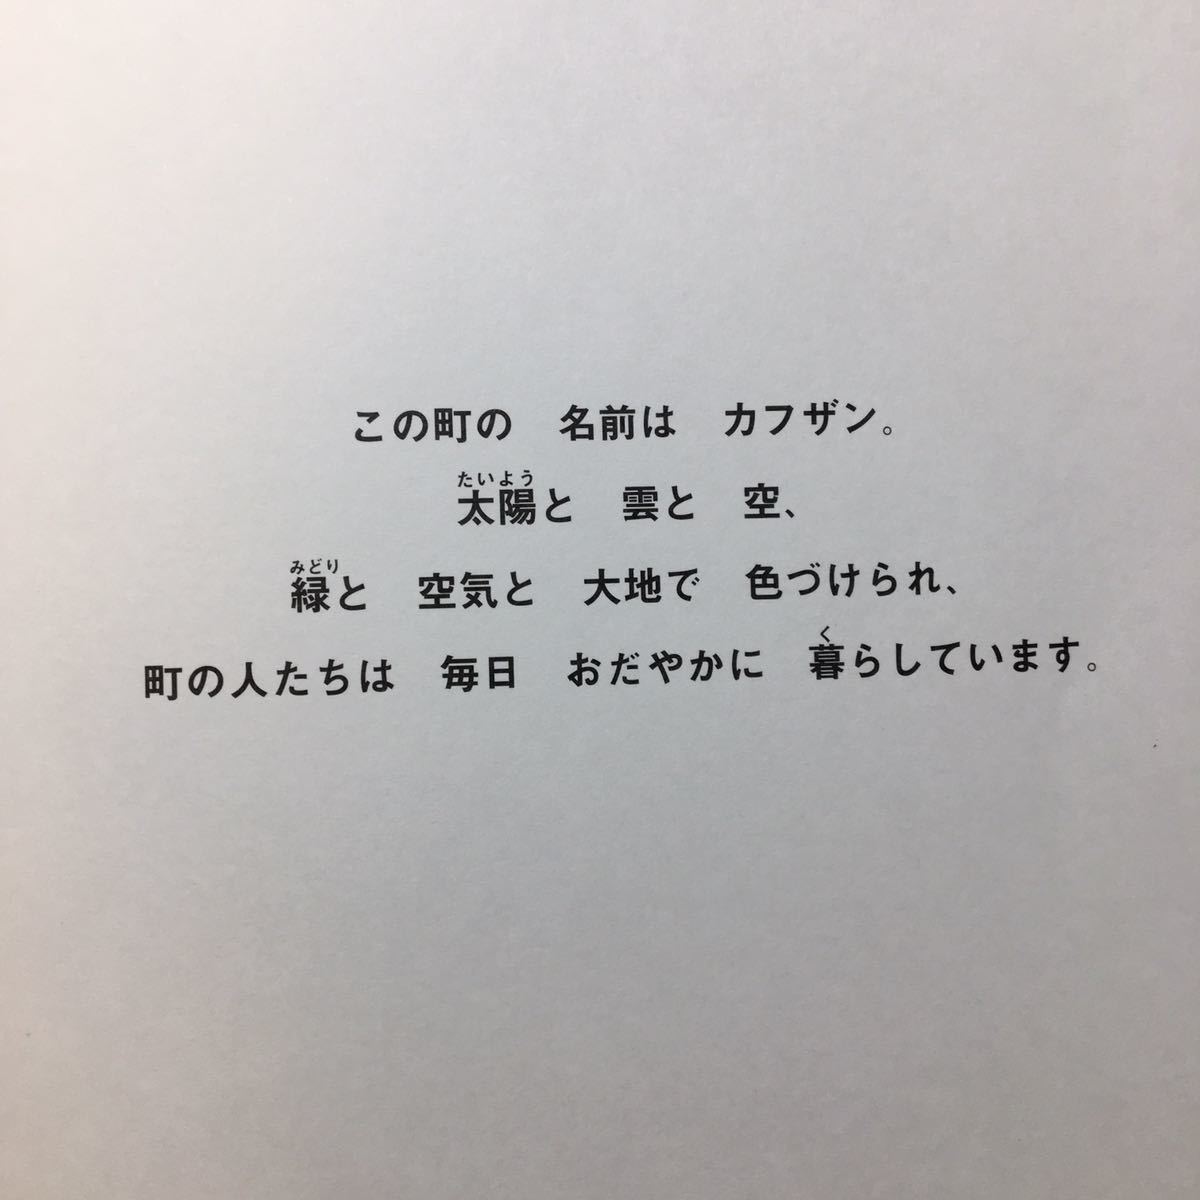 この町の　名前は　カフザン。
たいよう
太陽と　雲と　空、
みどり
緑と　空気と　大地で　色づけられ、
く
町の人たちは　毎日　おだやかに　暮らしています。